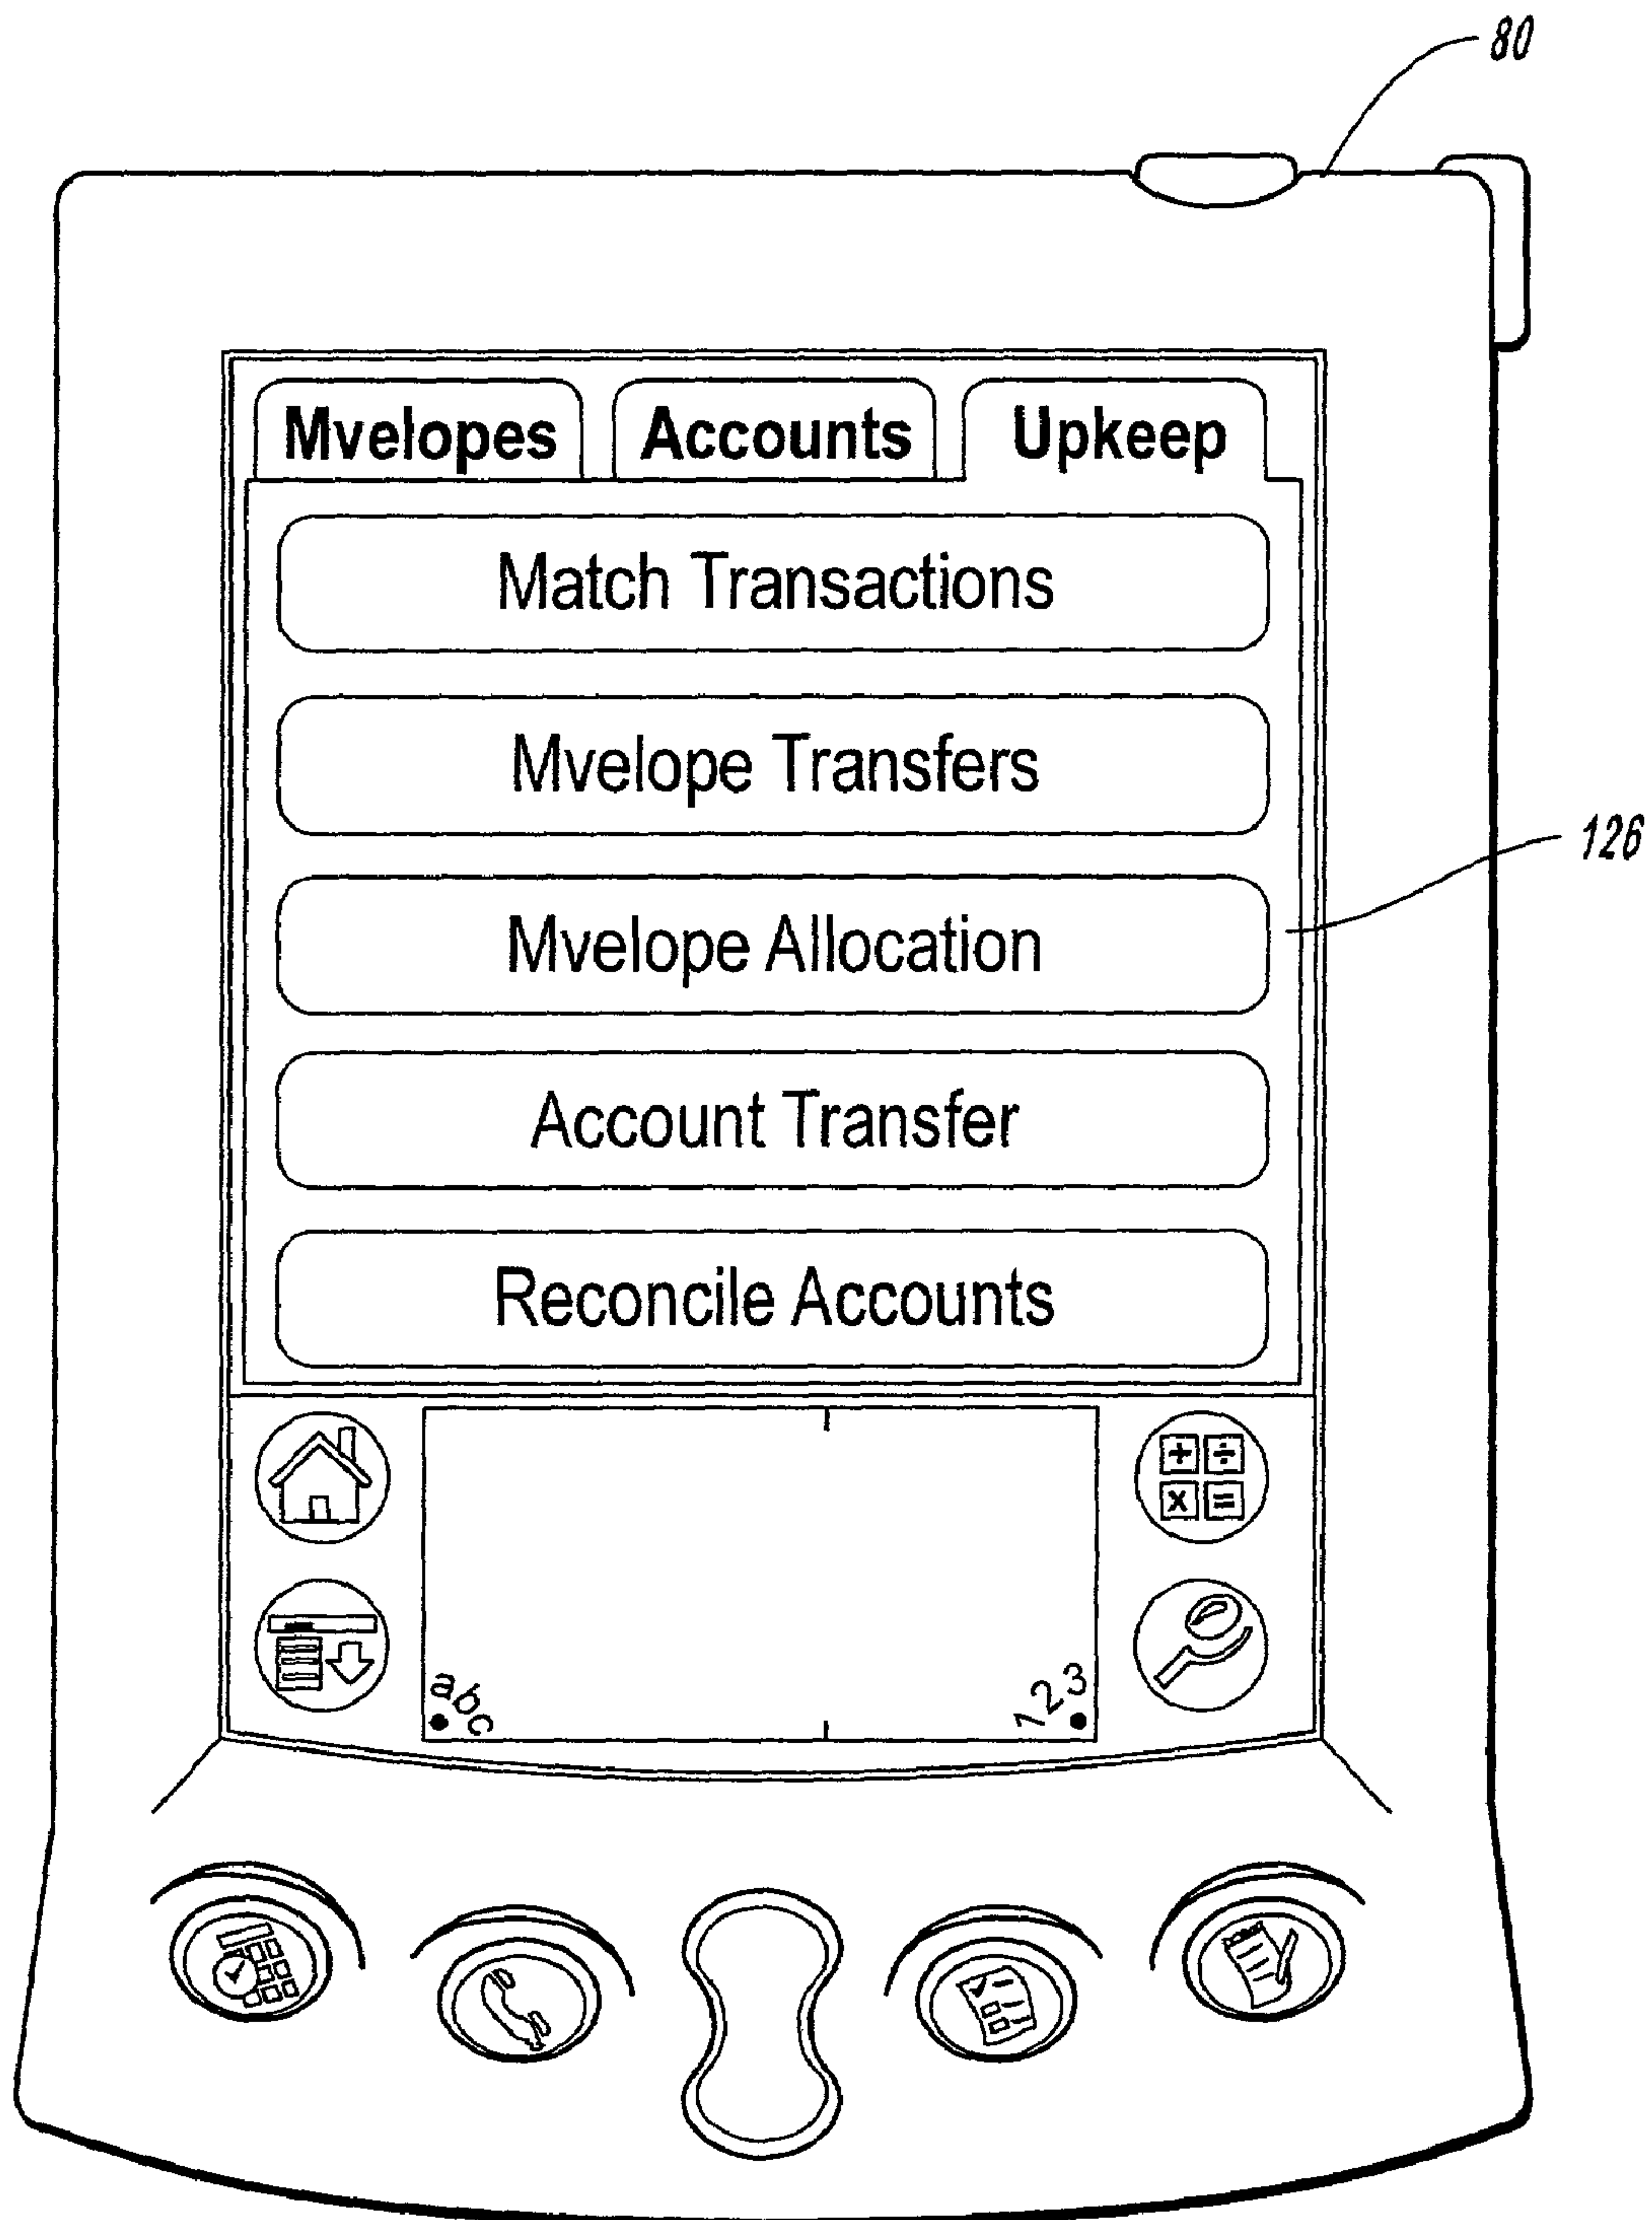 80
Mvelopes Accounts Upkeep
Match Transactions
Mvelope Transfers
126
Mvelope Allocation
Account Transfer
Reconcile Accounts
+ ÷
x =
abc 123